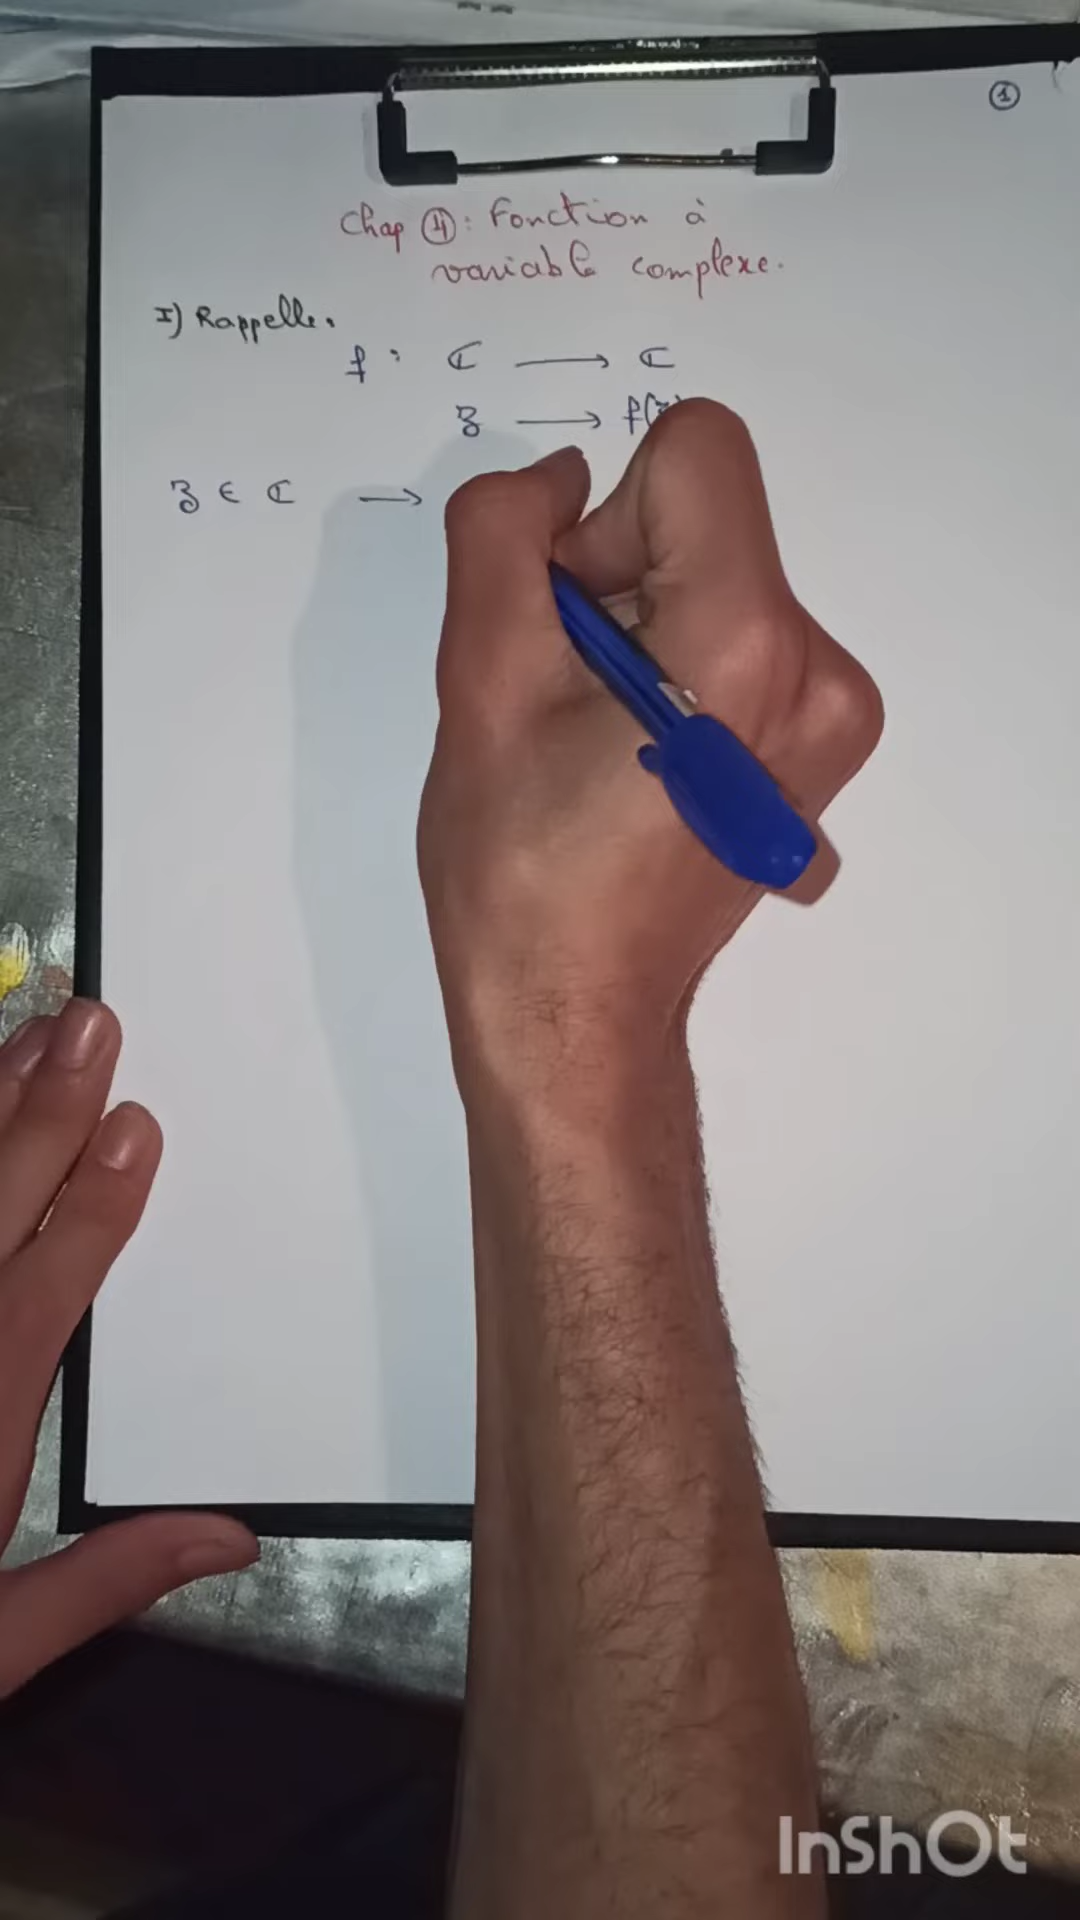 ①
Chap ④: Fonction à
variable complexe.
I) Rappelle.
f : ℂ ⟶ ℂ
z ⟶ f(z
z ∈ ℂ ⟶
InShOt